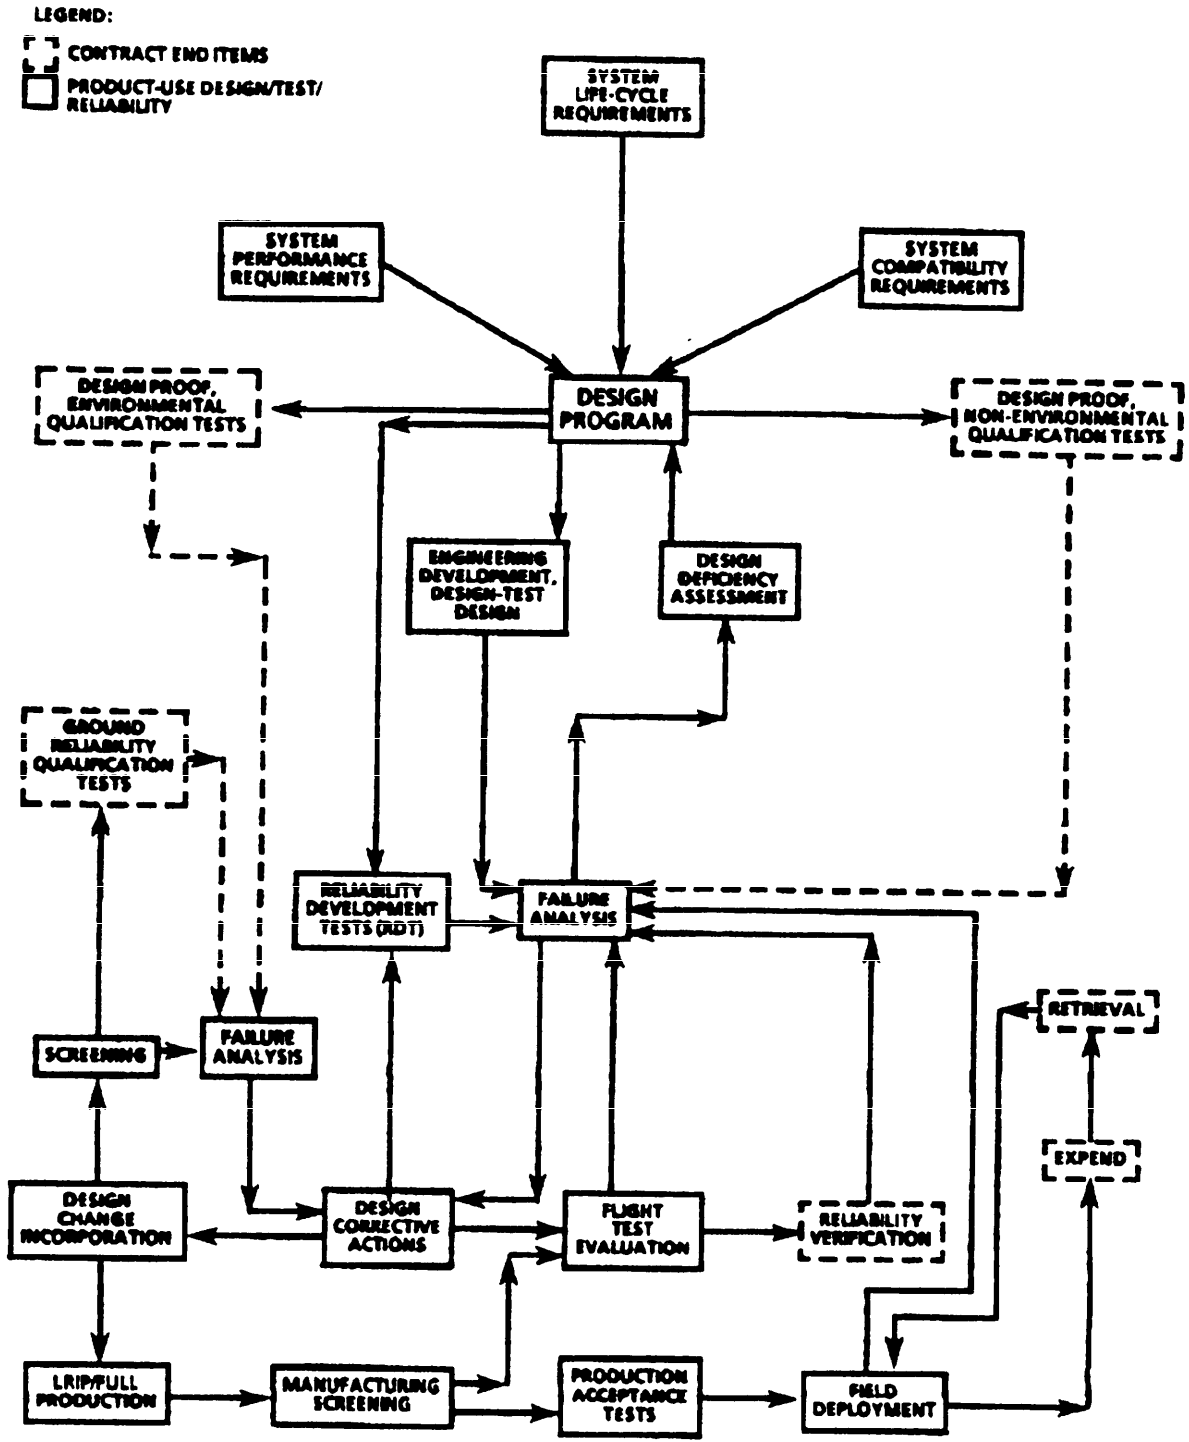 LEGEND:
CONTRACT END ITEMS
PRODUCT-USE DESIGN/TEST/
RELIABILITY
SYSTEM
LIFE-CYCLE
REQUIREMENTS
SYSTEM
PERFORMANCE
REQUIREMENTS
SYSTEM
COMPATIBILITY
REQUIREMENTS
DESIGN PROOF,
ENVIRONMENTAL
QUALIFICATION TESTS
DESIGN
PROGRAM
DESIGN PROOF,
NON-ENVIRONMENTAL
QUALIFICATION TESTS
ENGINEERING
DEVELOPMENT,
DESIGN-TEST
DESIGN
DESIGN
DEFICIENCY
ASSESSMENT
GROUND
RELIABILITY
QUALIFICATION
TESTS
RELIABILITY
DEVELOPMENT
TESTS (RDT)
FAILURE
ANALYSIS
RETRIEVAL
SCREENING
FAILURE
ANALYSIS
EXPEND
DESIGN
CHANGE
INCORPORATION
DESIGN
CORRECTIVE
ACTIONS
FLIGHT
TEST
EVALUATION
RELIABILITY
VERIFICATION
LRIP/FULL
PRODUCTION
MANUFACTURING
SCREENING
PRODUCTION
ACCEPTANCE
TESTS
FIELD
DEPLOYMENT